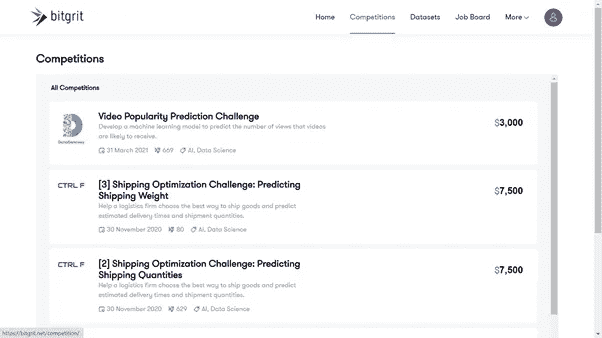 bitgrit
Home Competitions Datasets Job Board More
Competitions
All Competitions
Video Popularity Prediction Challenge
$3,000
Develop a machine learning model to predict the number of views that videos
are likely to receive.
31 March 2021 669 AI, Data Science
CTRL F
[3] Shipping Optimization Challenge: Predicting
Shipping Weight
$7,500
Help a logistics firm choose the best way to ship goods and predict
estimated delivery times and shipment quantities.
30 November 2020 80 AI, Data Science
CTRL F
[2] Shipping Optimization Challenge: Predicting
Shipping Quantities
$7,500
Help a logistics firm choose the best way to ship goods and predict
estimated delivery times and shipment quantities.
30 November 2020 629 AI, Data Science
https://bitgrit.net/competition/